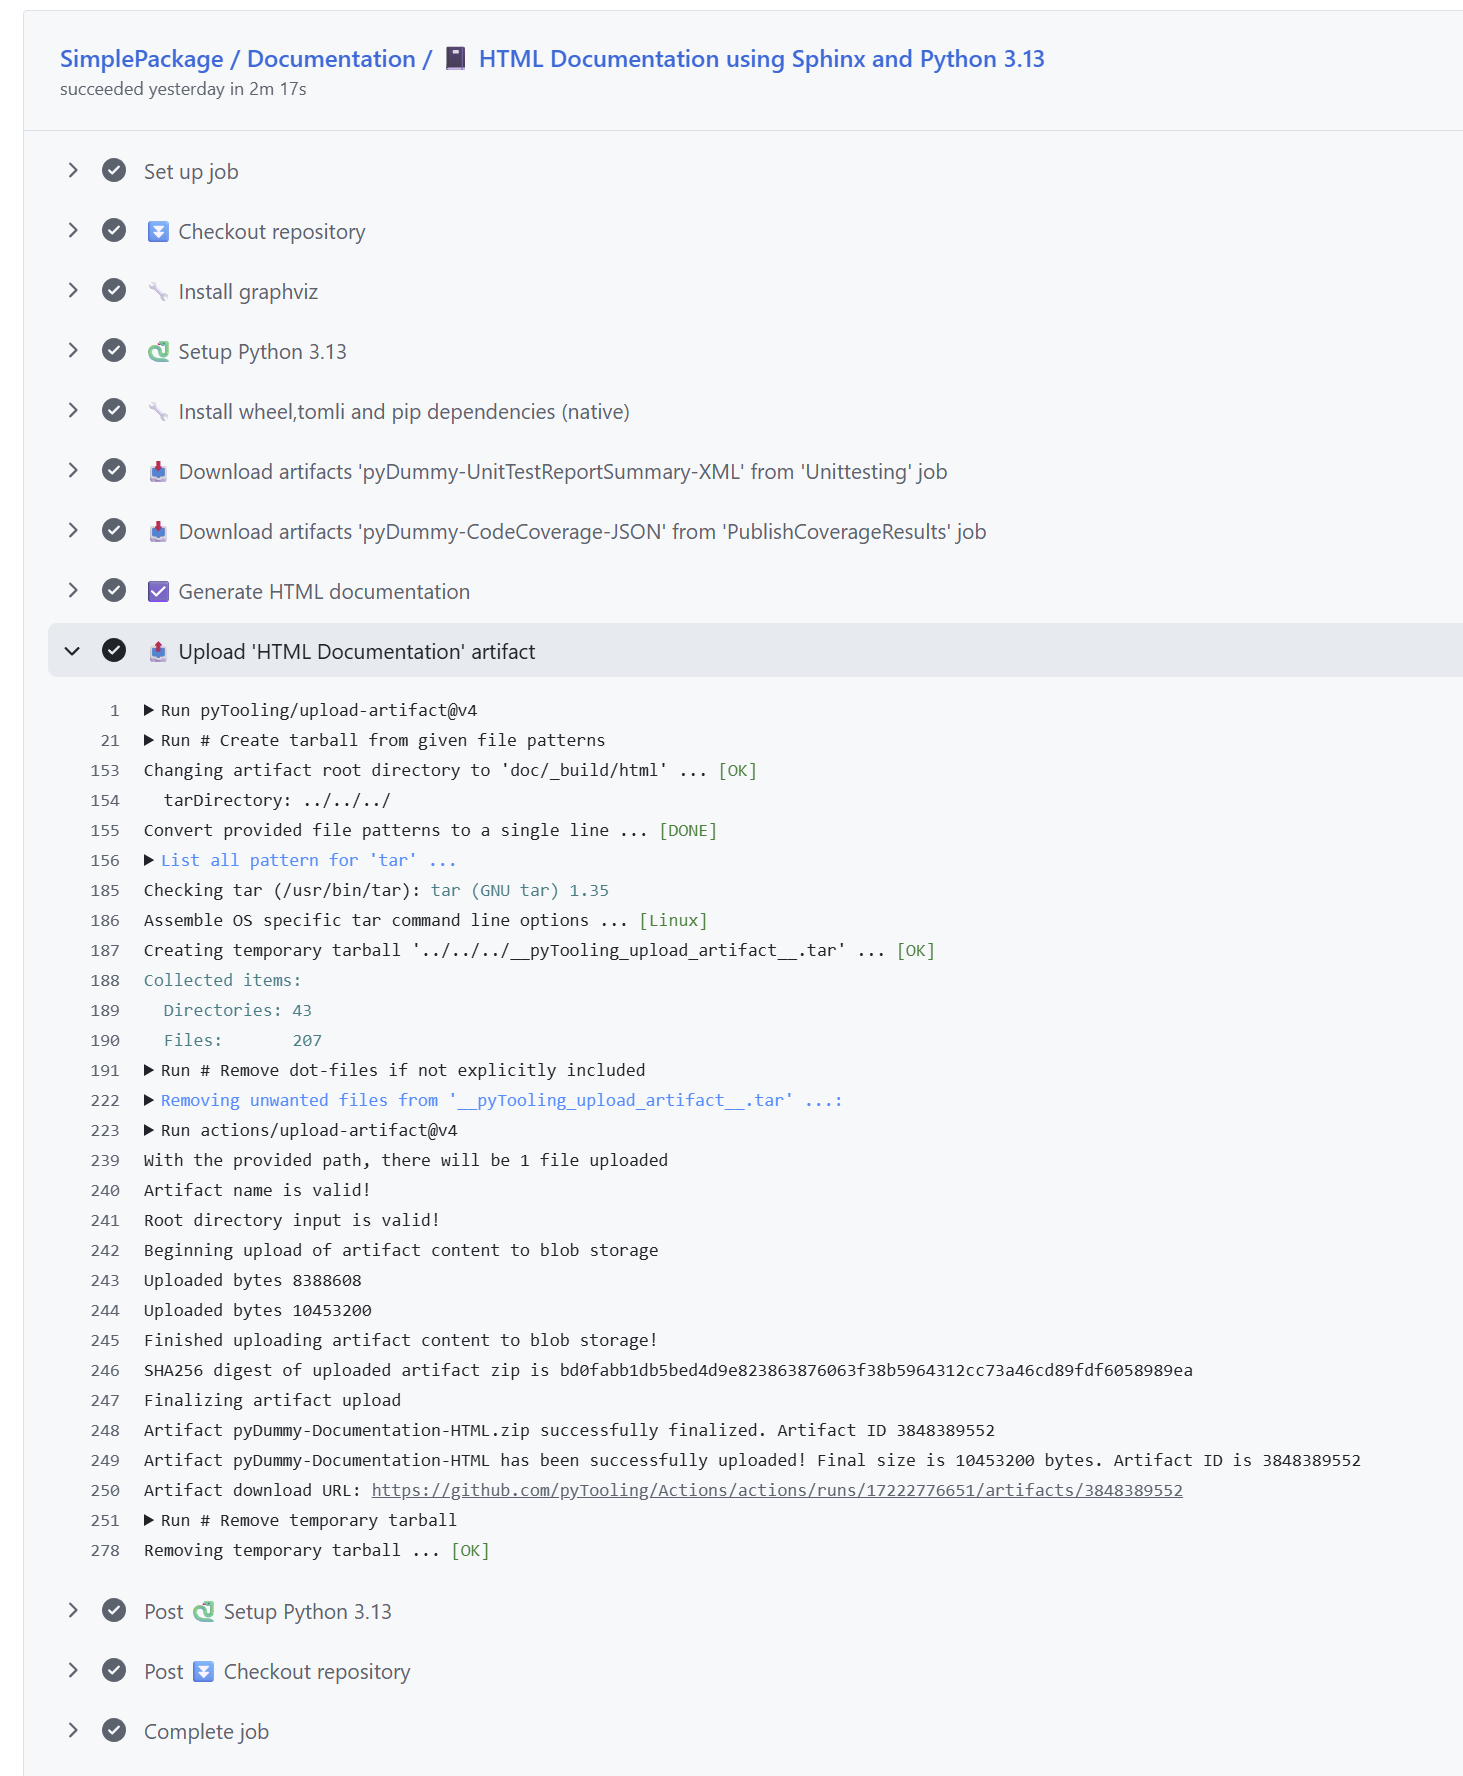 SimplePackage / Documentation / 📓 HTML Documentation using Sphinx and Python 3.13
succeeded yesterday in 2m 17s
Set up job
⏬ Checkout repository
🔧 Install graphviz
🐍 Setup Python 3.13
🔧 Install wheel,tomli and pip dependencies (native)
📥 Download artifacts 'pyDummy-UnitTestReportSummary-XML' from 'Unittesting' job
📥 Download artifacts 'pyDummy-CodeCoverage-JSON' from 'PublishCoverageResults' job
☑ Generate HTML documentation
📤 Upload 'HTML Documentation' artifact
1 ▶ Run pyTooling/upload-artifact@v4
21 ▶ Run # Create tarball from given file patterns
153 Changing artifact root directory to 'doc/_build/html' ... [OK]
154 tarDirectory: ../../../
155 Convert provided file patterns to a single line ... [DONE]
156 ▶ List all pattern for 'tar' ...
185 Checking tar (/usr/bin/tar): tar (GNU tar) 1.35
186 Assemble OS specific tar command line options ... [Linux]
187 Creating temporary tarball '../../../__pyTooling_upload_artifact__.tar' ... [OK]
188 Collected items:
189 Directories: 43
190 Files: 207
191 ▶ Run # Remove dot-files if not explicitly included
222 ▶ Removing unwanted files from '__pyTooling_upload_artifact__.tar' ...:
223 ▶ Run actions/upload-artifact@v4
239 With the provided path, there will be 1 file uploaded
240 Artifact name is valid!
241 Root directory input is valid!
242 Beginning upload of artifact content to blob storage
243 Uploaded bytes 8388608
244 Uploaded bytes 10453200
245 Finished uploading artifact content to blob storage!
246 SHA256 digest of uploaded artifact zip is bd0fabb1db5bed4d9e823863876063f38b5964312cc73a46cd89fdf6058989ea
247 Finalizing artifact upload
248 Artifact pyDummy-Documentation-HTML.zip successfully finalized. Artifact ID 3848389552
249 Artifact pyDummy-Documentation-HTML has been successfully uploaded! Final size is 10453200 bytes. Artifact ID is 3848389552
250 Artifact download URL: https://github.com/pyTooling/Actions/actions/runs/17222776651/artifacts/3848389552
251 ▶ Run # Remove temporary tarball
278 Removing temporary tarball ... [OK]
Post 🐍 Setup Python 3.13
Post ⏬ Checkout repository
Complete job